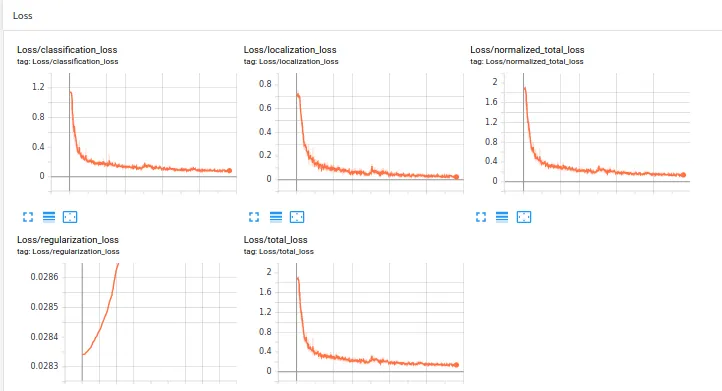 Loss
Loss/classification_loss
tag: Loss/classification_loss
1.2
0.8
0.4
0
Loss/localization_loss
tag: Loss/localization_loss
0.8
0.6
0.4
0.2
0
Loss/normalized_total_loss
tag: Loss/normalized_total_loss
2
1.6
1.2
0.8
0.4
0
Loss/regularization_loss
tag: Loss/regularization_loss
0.0286
0.0285
0.0284
0.0283
Loss/total_loss
tag: Loss/total_loss
2
1.6
1.2
0.8
0.4
0